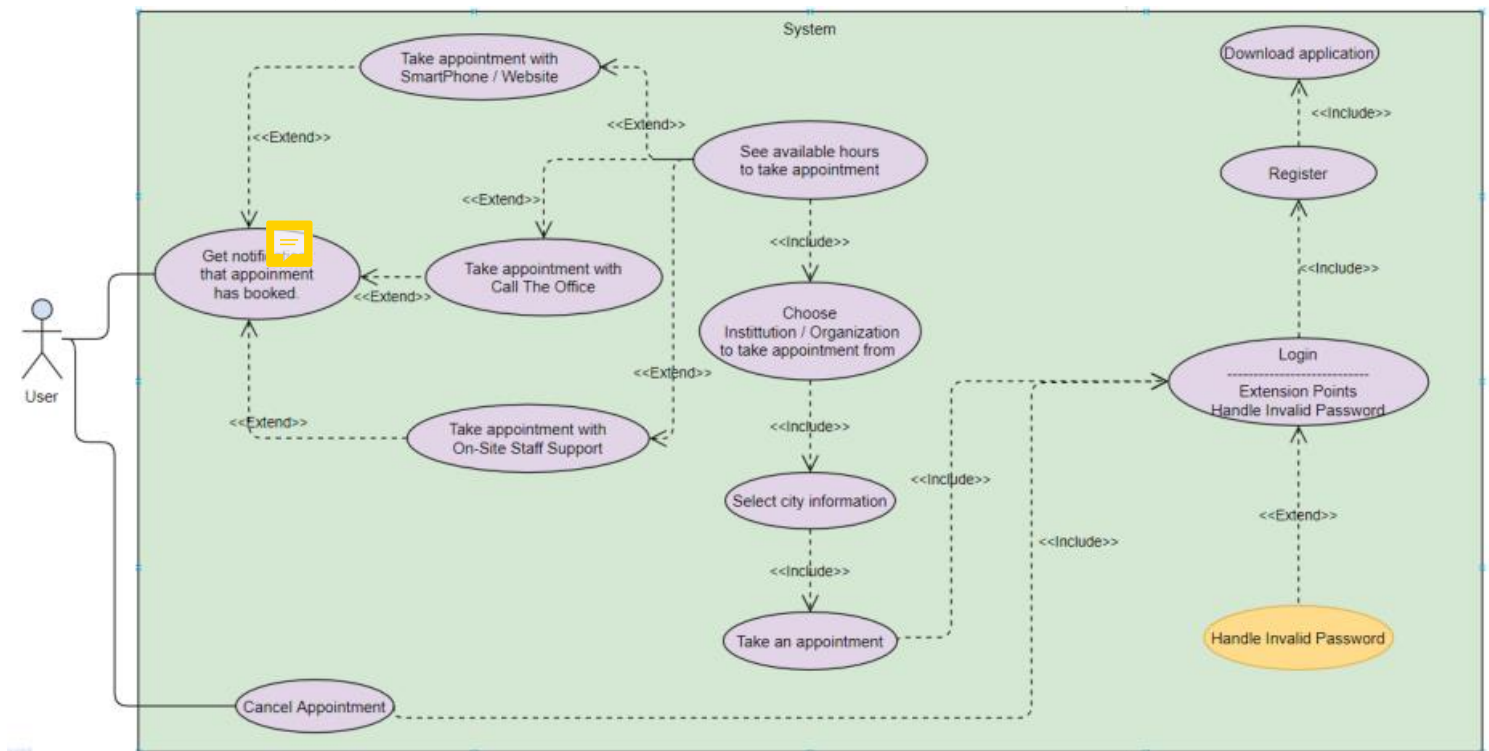 System
Take appointment with
SmartPhone / Website
Download application
<<Include>>
<<Extend>>
<<Extend>>
See available hours
to take appointment
Register
<<Extend>>
<<Include>>
Get
that appoinment
has booked.
Take appointment with
Call The Office
<<Extend>>
<<Include>>
Choose
Instittution / Organization
to take appointment from
User
Login
---------------------------
Extension Points
Handle Invalid Password
<<Extend>>
<<Extend>>
Take appointment with
On-Site Staff Support
<<Include>>
Select city information
<<Include>>
<<Extend>>
<<Include>>
<<Include>>
Take an appointment
Handle Invalid Password
Cancel Appointment